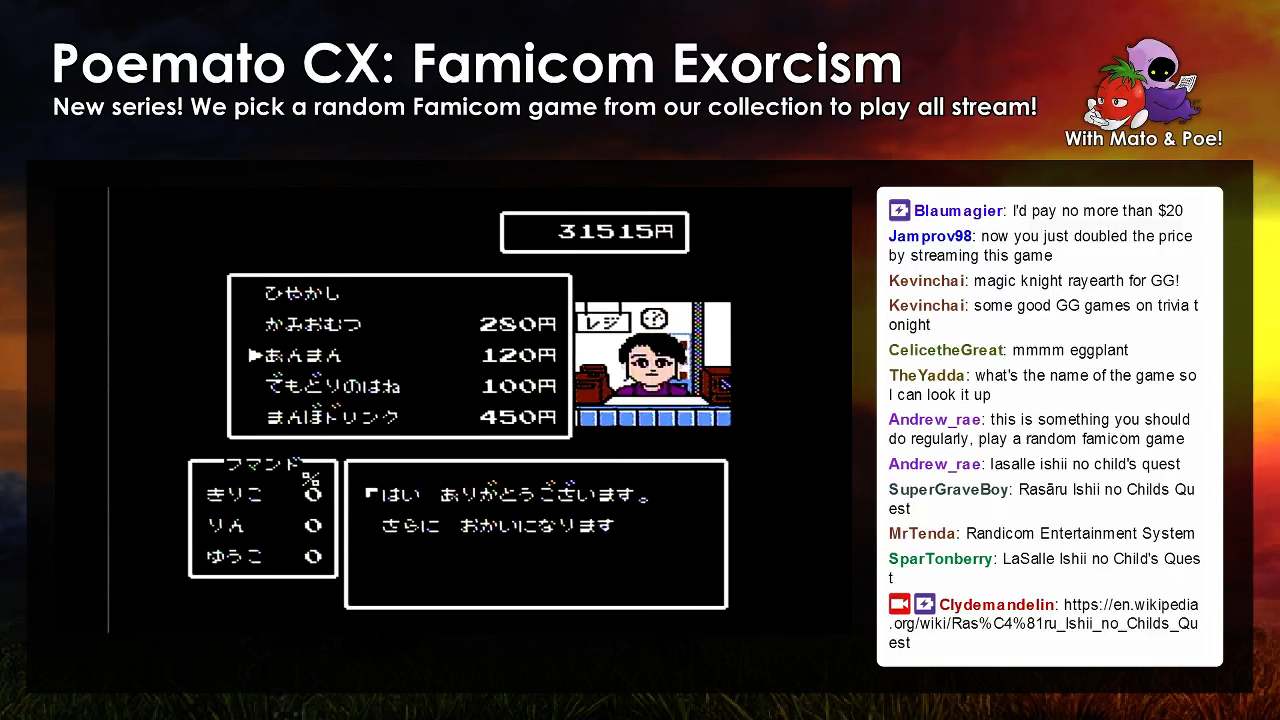 Poemato CX: Famicom Exorcism
New series! We pick a random Famicom game from our collection to play all stream!
With Mato & Poe!
31515円
ひやかし
かみおむつ 280円
▶あんまん 120円
でもどりのはね 100円
まんぼドリンク 450円
レジ
コマンド%
きりこ 0
りん 0
ゆうこ 0
「はい ありがとうございます。
さらに おかいになります
Blaumagier: I'd pay no more than $20
Jamprov98: now you just doubled the price
by streaming this game
Kevinchai: magic knight rayearth for GG!
Kevinchai: some good GG games on trivia t
onight
CelicetheGreat: mmmm eggplant
TheYadda: what's the name of the game so
I can look it up
Andrew_rae: this is something you should
do regularly, play a random famicom game
Andrew_rae: lasalle ishii no child's quest
SuperGraveBoy: Rasāru Ishii no Childs Qu
est
MrTenda: Randicom Entertainment System
SparTonberry: LaSalle Ishii no Child's Ques
t
Clydemandelin: https://en.wikipedia
.org/wiki/Ras%C4%81ru_Ishii_no_Childs_Qu
est